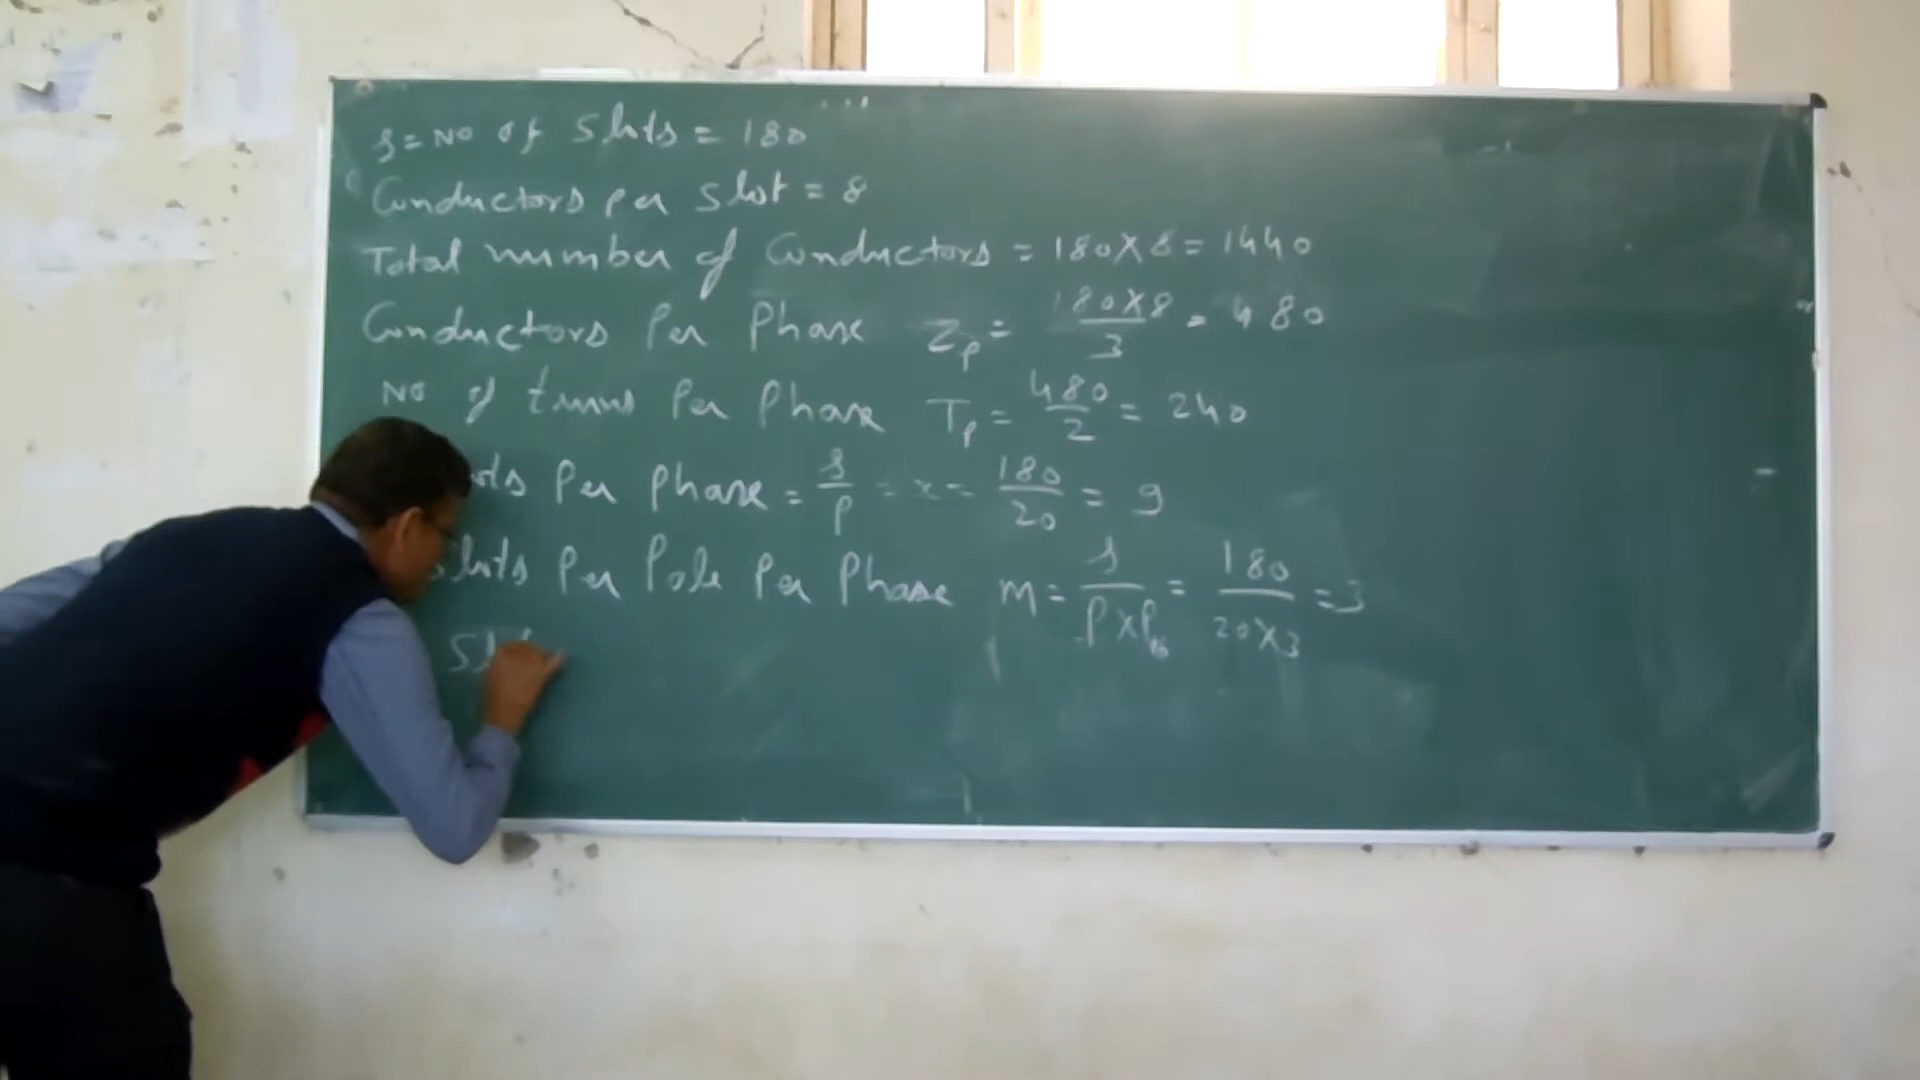 s = No of Slots = 180
Conductors per slot = 8
Total number of Conductors = 180 X 8 = 1440
Conductors Per Phase Zp = 180X8 / 3 = 480
No of turns Per Phase Tp = 480 / 2 = 240
Per phase = s / P = x = 180 / 20 = 9
Slots Per Pole Per Phase m = s / P X Ph = 180 / 20X3 = 3